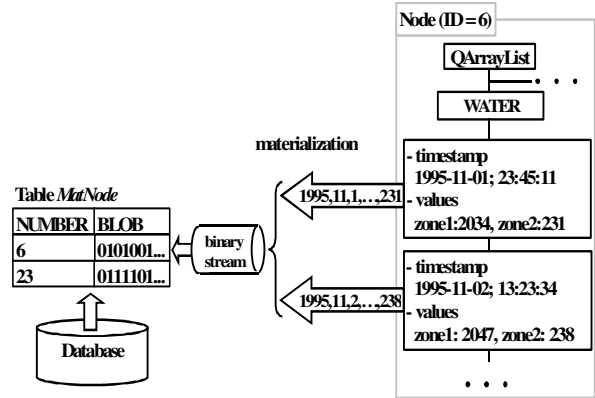 Node (ID = 6)
QArrayList
. . .
WATER
materialization
- timestamp
1995-11-01; 23:45:11
- values
zone1:2034, zone2:231
1995,11,1,...,231
Table MatNode
NUMBER BLOB
6 0101001...
23 0111101...
binary
stream
- timestamp
1995-11-02; 13:23:34
- values
zone1: 2047, zone2: 238
1995,11,2,...,238
Database
. . .